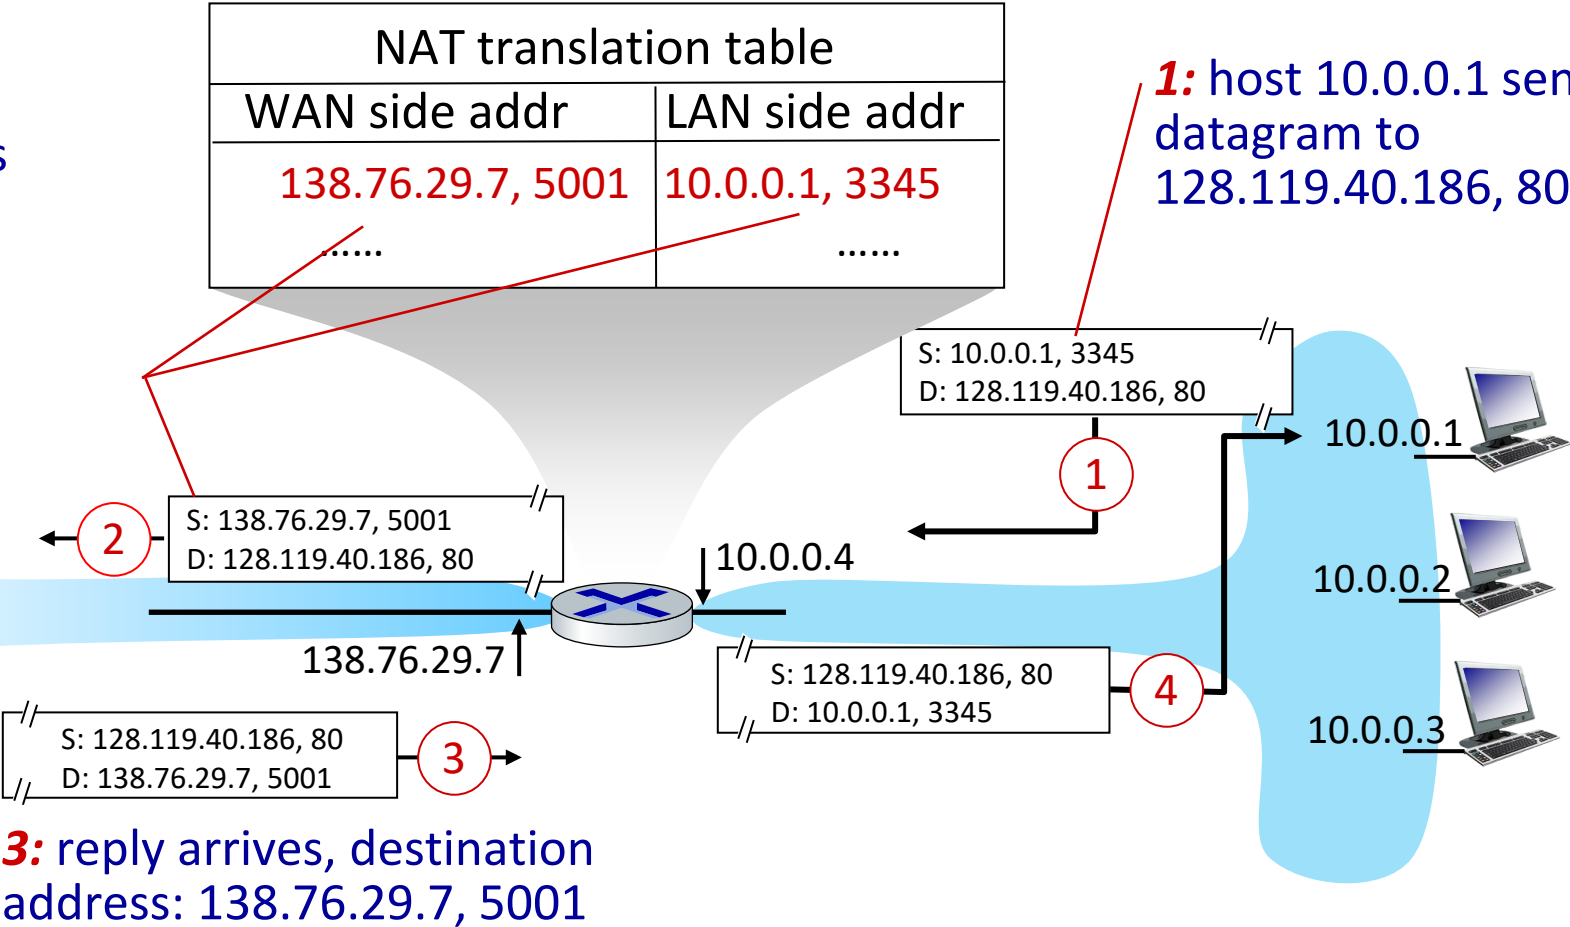 NAT translation table
WAN side addr LAN side addr
138.76.29.7, 5001 10.0.0.1, 3345
…… ……
s
1: host 10.0.0.1 sen
datagram to
128.119.40.186, 80
S: 10.0.0.1, 3345
D: 128.119.40.186, 80
1
10.0.0.1
S: 138.76.29.7, 5001
D: 128.119.40.186, 80
2
10.0.0.4
10.0.0.2
138.76.29.7
S: 128.119.40.186, 80
D: 10.0.0.1, 3345
4
10.0.0.3
S: 128.119.40.186, 80
D: 138.76.29.7, 5001
3
3: reply arrives, destination
address: 138.76.29.7, 5001